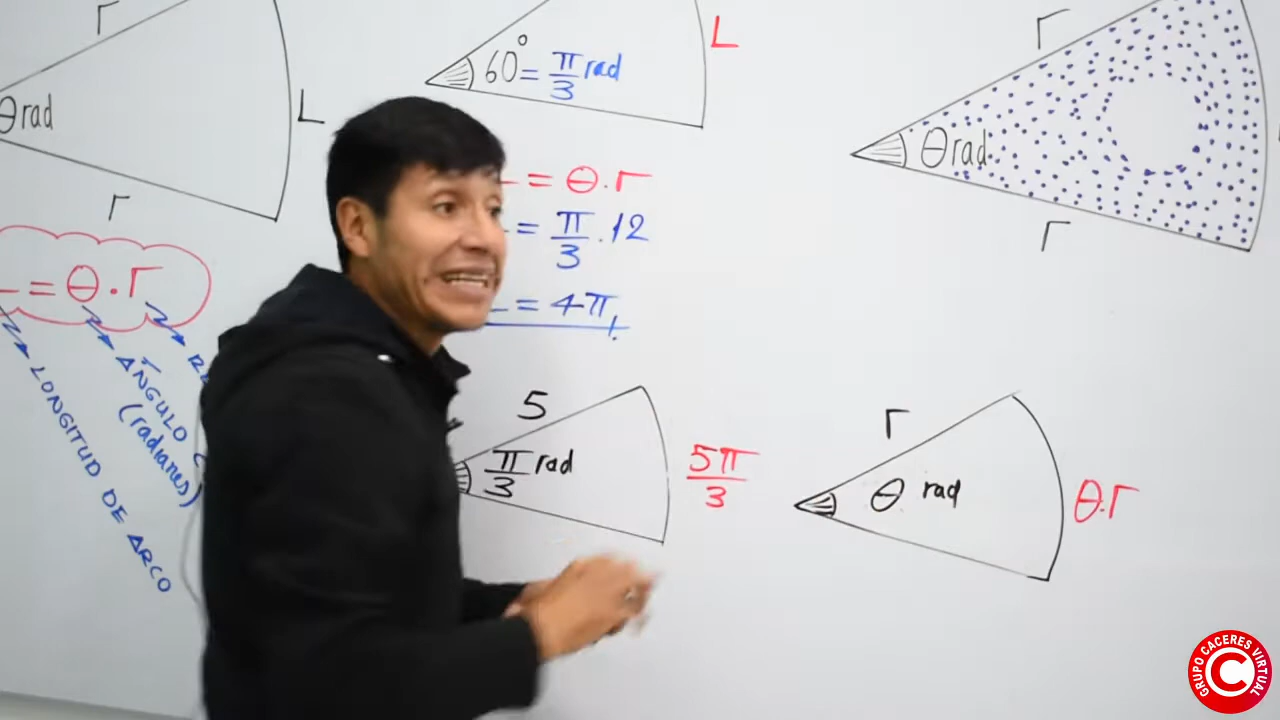 r
θ rad
L
r
L = θ.r
LONGITUD DE ARCO
ÁNGULO
(radianes)
60° = π/3 rad
L
= θ.r
= π/3 .12
= 4π
5
π/3 rad
5π/3
r
θ rad
r
r
θ rad
θ.r
GRUPO CACERES VIRTUAL
C